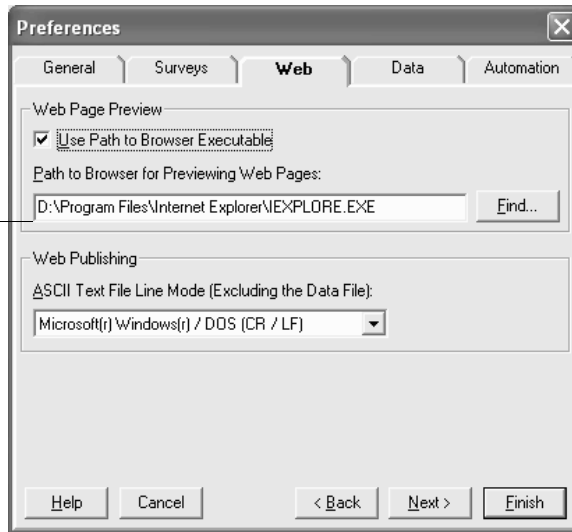 Preferences
General Surveys Web Data Automation
Web Page Preview
Use Path to Browser Executable
Path to Browser for Previewing Web Pages:
D:\Program Files\Internet Explorer\IEXPLORE.EXE Find...
Web Publishing
ASCII Text File Line Mode (Excluding the Data File):
Microsoft(r) Windows(r) / DOS (CR / LF)
Help Cancel < Back Next > Finish